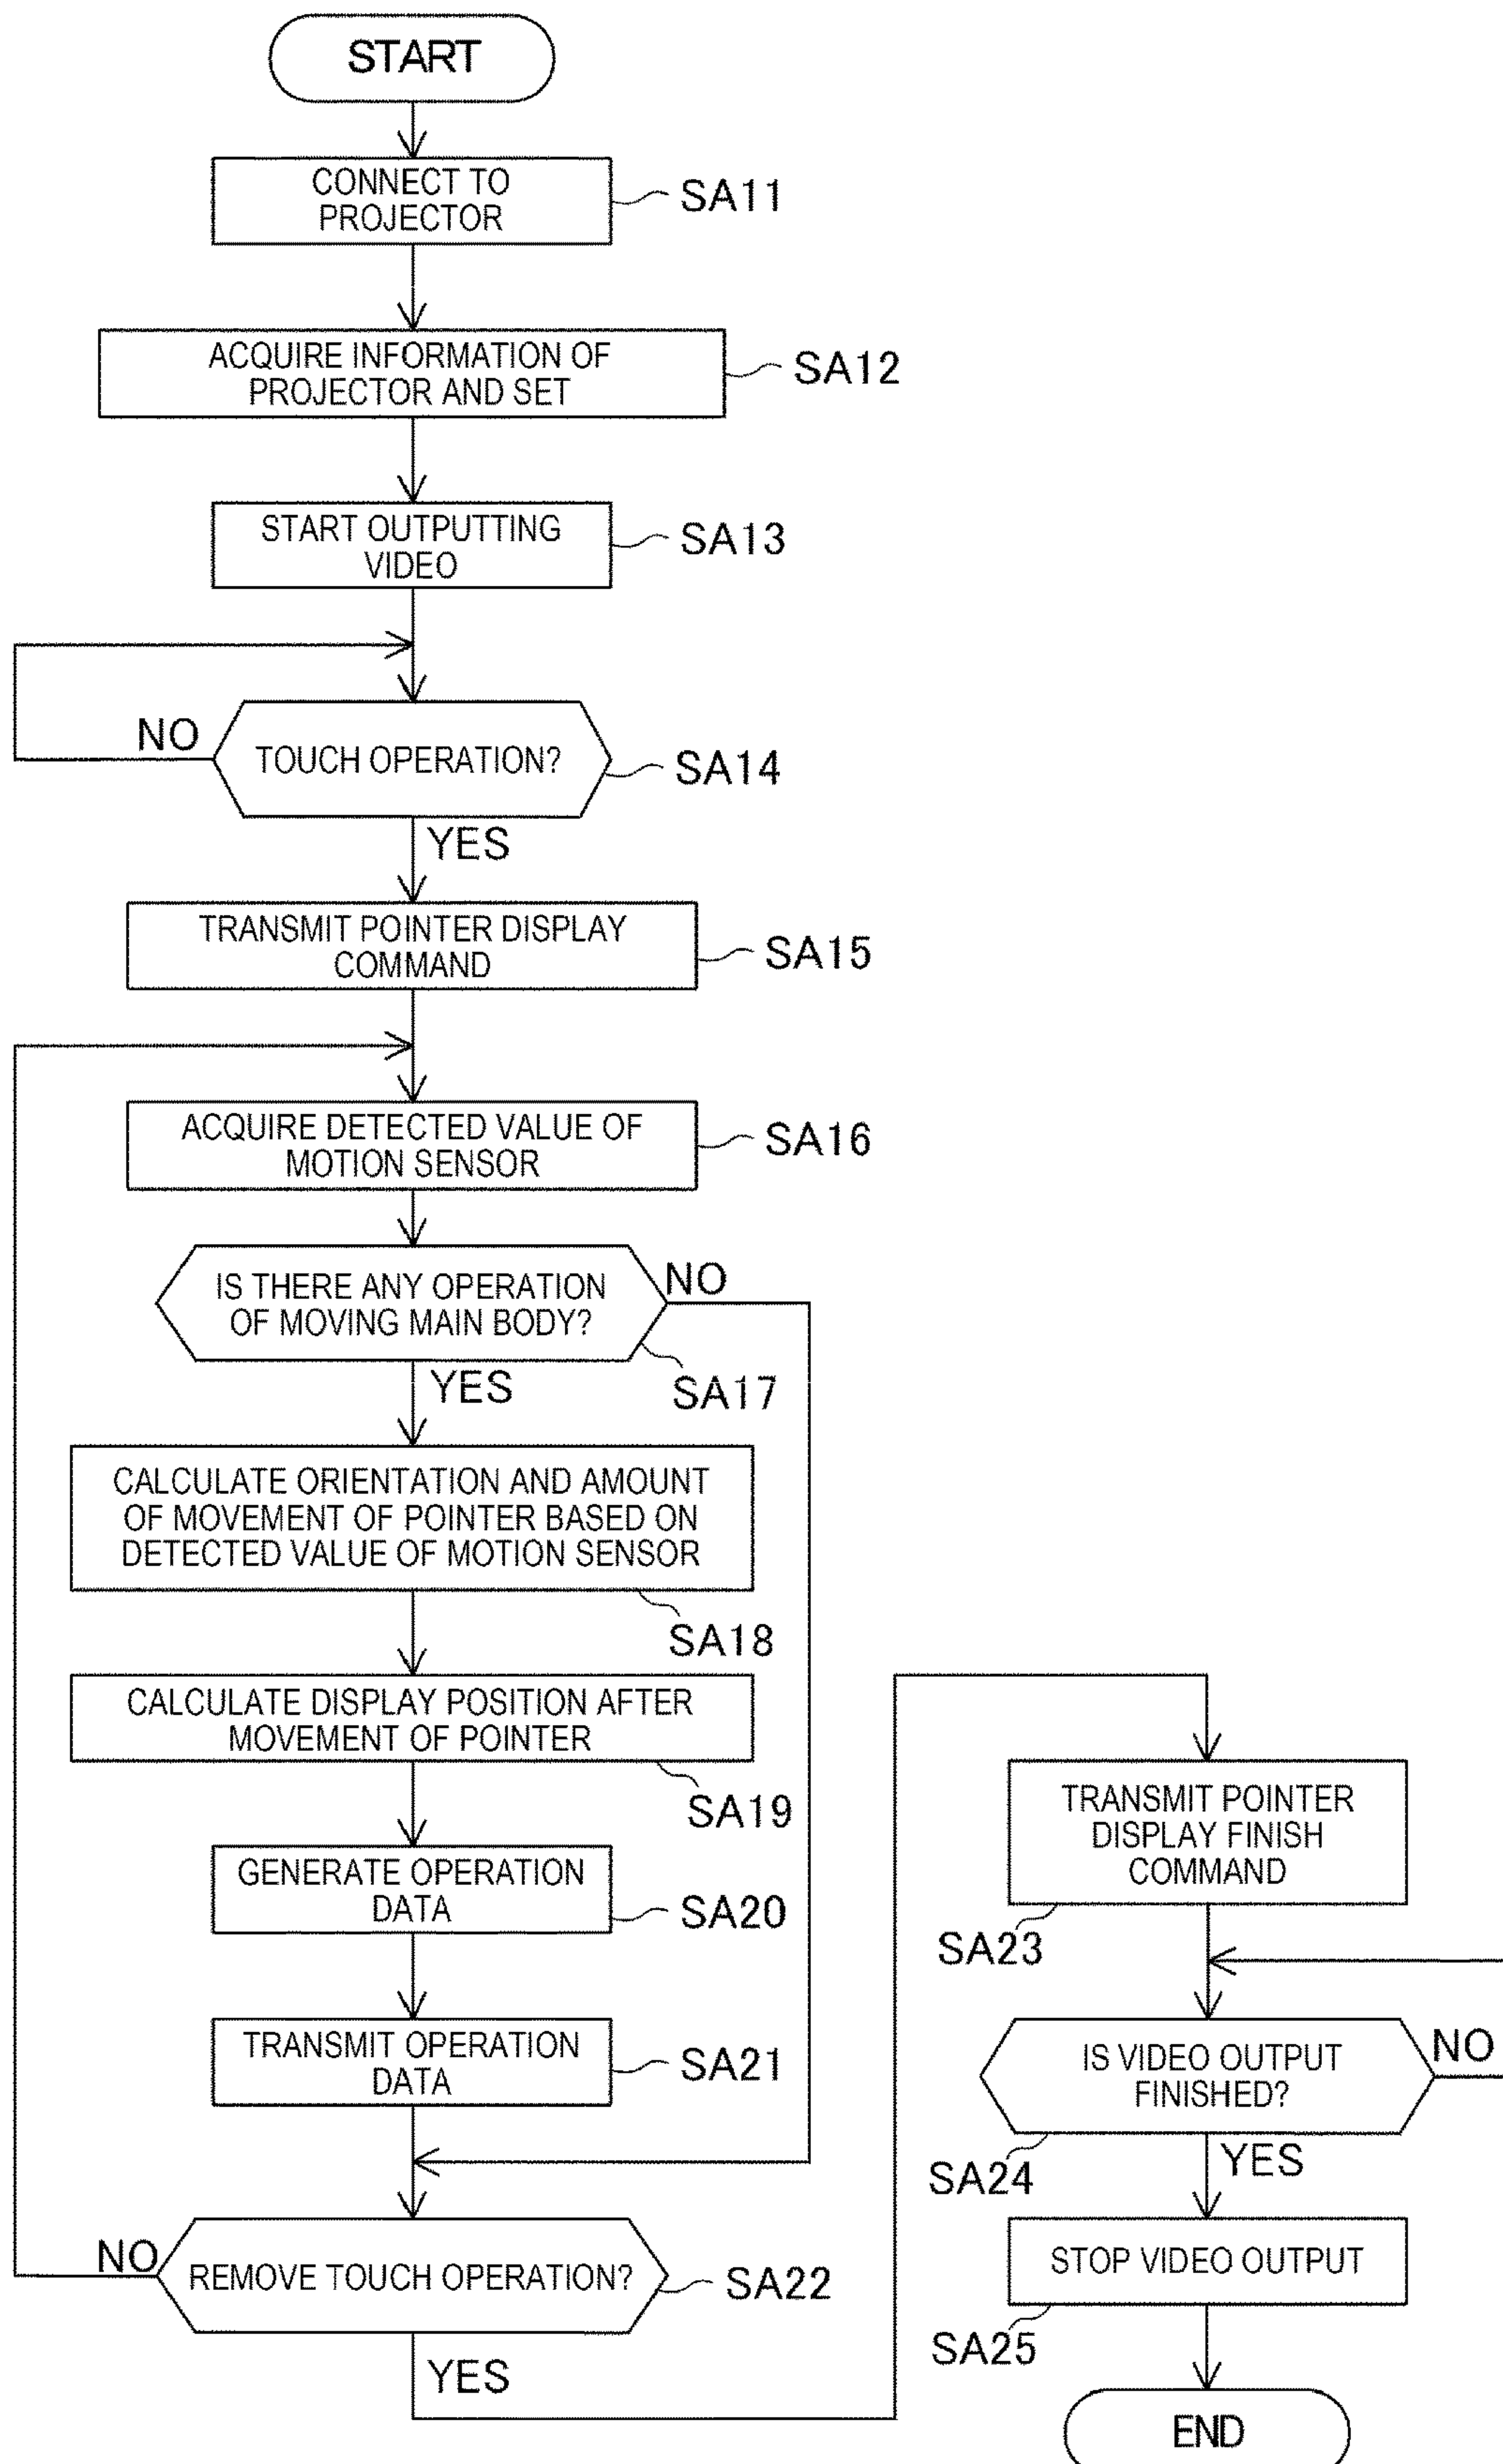 START
CONNECT TO
PROJECTOR
SA11
ACQUIRE INFORMATION OF
PROJECTOR AND SET
SA12
START OUTPUTTING
VIDEO
SA13
NO
TOUCH OPERATION?
SA14
YES
TRANSMIT POINTER DISPLAY
COMMAND
SA15
ACQUIRE DETECTED VALUE OF
MOTION SENSOR
SA16
IS THERE ANY OPERATION
OF MOVING MAIN BODY?
NO
SA17
YES
CALCULATE ORIENTATION AND AMOUNT
OF MOVEMENT OF POINTER BASED ON
DETECTED VALUE OF MOTION SENSOR
SA18
CALCULATE DISPLAY POSITION AFTER
MOVEMENT OF POINTER
SA19
GENERATE OPERATION
DATA
SA20
TRANSMIT OPERATION
DATA
SA21
NO
REMOVE TOUCH OPERATION?
SA22
YES
TRANSMIT POINTER
DISPLAY FINISH
COMMAND
SA23
IS VIDEO OUTPUT
FINISHED?
NO
SA24
YES
STOP VIDEO OUTPUT
SA25
END